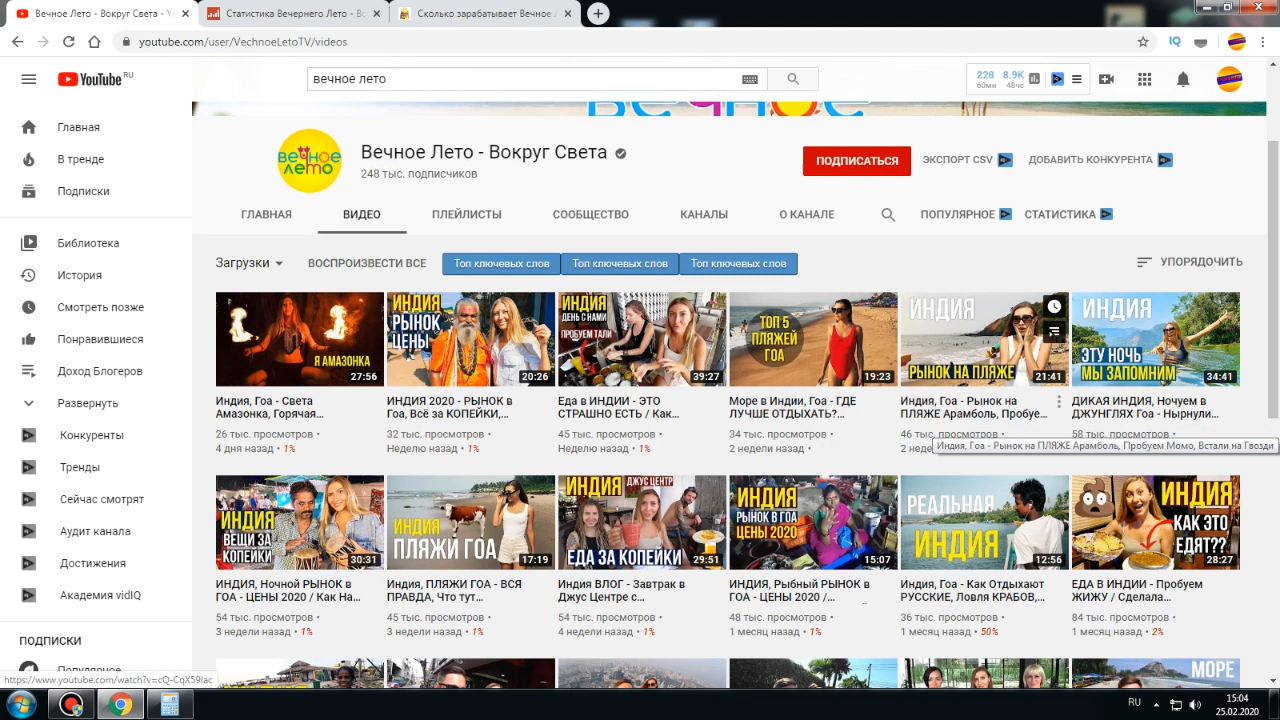 Вечное Лето - Вокруг Света - Yo
Статистика Вечернего Лето - Во
Сколько зарабатывает Вечное Л
youtube.com/user/VechnoeLetoTV/videos
IQ
YouTube RU
вечное лето
228 8.9K
60мн 48чс
вечное
Главная
В тренде
Подписки
Библиотека
История
Смотреть позже
Понравившиеся
Доход Блогеров
Развернуть
Конкуренты
Тренды
Сейчас смотрят
Аудит канала
Достижения
Академия vidIQ
ПОДПИСКИ
Популярное
вечное
лето
Вечное Лето - Вокруг Света
248 тыс. подписчиков
ПОДПИСАТЬСЯ
ЭКСПОРТ CSV
ДОБАВИТЬ КОНКУРЕНТА
ГЛАВНАЯ
ВИДЕО
ПЛЕЙЛИСТЫ
СООБЩЕСТВО
КАНАЛЫ
О КАНАЛЕ
ПОПУЛЯРНОЕ
СТАТИСТИКА
Загрузки
ВОСПРОИЗВЕСТИ ВСЕ
Топ ключевых слов
Топ ключевых слов
Топ ключевых слов
УПОРЯДОЧИТЬ
Я АМАЗОНКА
27:56
Индия, Гоа - Света
Амазонка, Горячая...
26 тыс. просмотров •
4 дня назад • 1%
ИНДИЯ
РЫНОК
ЦЕНЫ
20:26
ИНДИЯ 2020 - РЫНОК в
Гоа, Всё за КОПЕЙКИ,...
32 тыс. просмотров •
Неделю назад • 1%
ИНДИЯ
ДЕНЬ С НАМИ
ПРОБУЕМ ТАЛИ
39:27
Еда в ИНДИИ - ЭТО
СТРАШНО ЕСТЬ / Как...
45 тыс. просмотров •
Неделю назад • 1%
ТОП 5
ПЛЯЖЕЙ
ГОА
19:23
Море в Индии, Гоа - ГДЕ
ЛУЧШЕ ОТДЫХАТЬ?...
34 тыс. просмотров •
2 недели назад •
ИНДИЯ
РЫНОК НА ПЛЯЖЕ
21:41
Индия, Гоа - Рынок на
ПЛЯЖЕ Арамболь, Пробуе...
46 тыс. просмотров •
2 неде
Индия, Гоа - Рынок на ПЛЯЖЕ Арамболь, Пробуем Момо, Встали на Гвозди
ИНДИЯ
ЭТУ НОЧЬ
МЫ ЗАПОМНИМ
34:41
ДИКАЯ ИНДИЯ, Ночуем в
ДЖУНГЛЯХ Гоа - Нырнули...
58 тыс. просмотров •
ИНДИЯ
ВЕЩИ ЗА
КОПЕЙКИ
30:31
ИНДИЯ, Ночной РЫНОК в
ГОА - ЦЕНЫ 2020 / Как На...
54 тыс. просмотров •
3 недели назад • 1%
ИНДИЯ
ПЛЯЖИ ГОА
17:19
Индия, ПЛЯЖИ ГОА - ВСЯ
ПРАВДА, Что тут...
45 тыс. просмотров •
3 недели назад • 1%
ИНДИЯ ДЖУС ЦЕНТР
ЕДА ЗА КОПЕЙКИ
29:51
Индия ВЛОГ - Завтрак в
Джус Центре с...
54 тыс. просмотров •
4 недели назад • 1%
ИНДИЯ
РЫНОК В ГОА
ЦЕНЫ 2020
15:07
ИНДИЯ, Рыбный РЫНОК в
ГОА - ЦЕНЫ 2020 /...
48 тыс. просмотров •
1 месяц назад • 1%
РЕАЛЬНАЯ
ИНДИЯ
12:56
Индия, Гоа - Как Отдыхают
РУССКИЕ, Ловля КРАБОВ,...
36 тыс. просмотров •
1 месяц назад • 50%
ИНДИЯ
КАК ЭТО
ЕДЯТ??
28:27
ЕДА В ИНДИИ - Пробуем
ЖИЖУ / Сделала...
84 тыс. просмотров •
1 месяц назад • 2%
МОРЕ
https://www.youtube.com/watch?v=cQ-CqX59lac
RU
15:04
25.02.2020